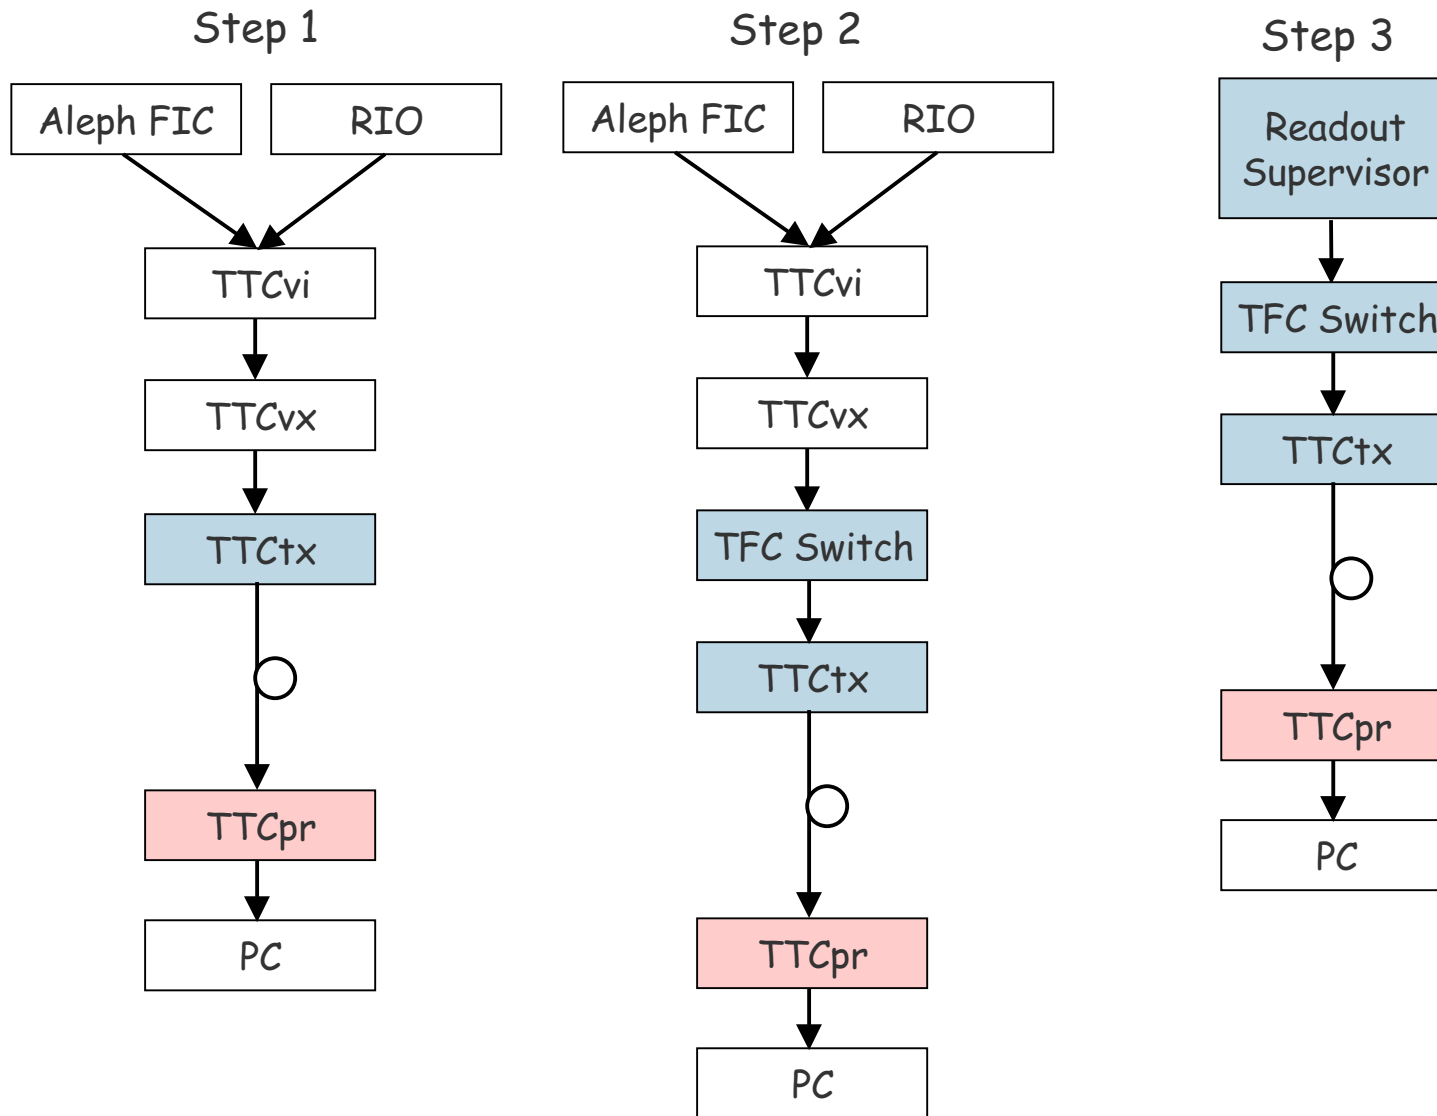 Step 1
Aleph FIC
RIO
TTCvi
TTCvx
TTCtx
TTCpr
PC
Step 2
Aleph FIC
RIO
TTCvi
TTCvx
TFC Switch
TTCtx
TTCpr
PC
Step 3
Readout
Supervisor
TFC Switch
TTCtx
TTCpr
PC